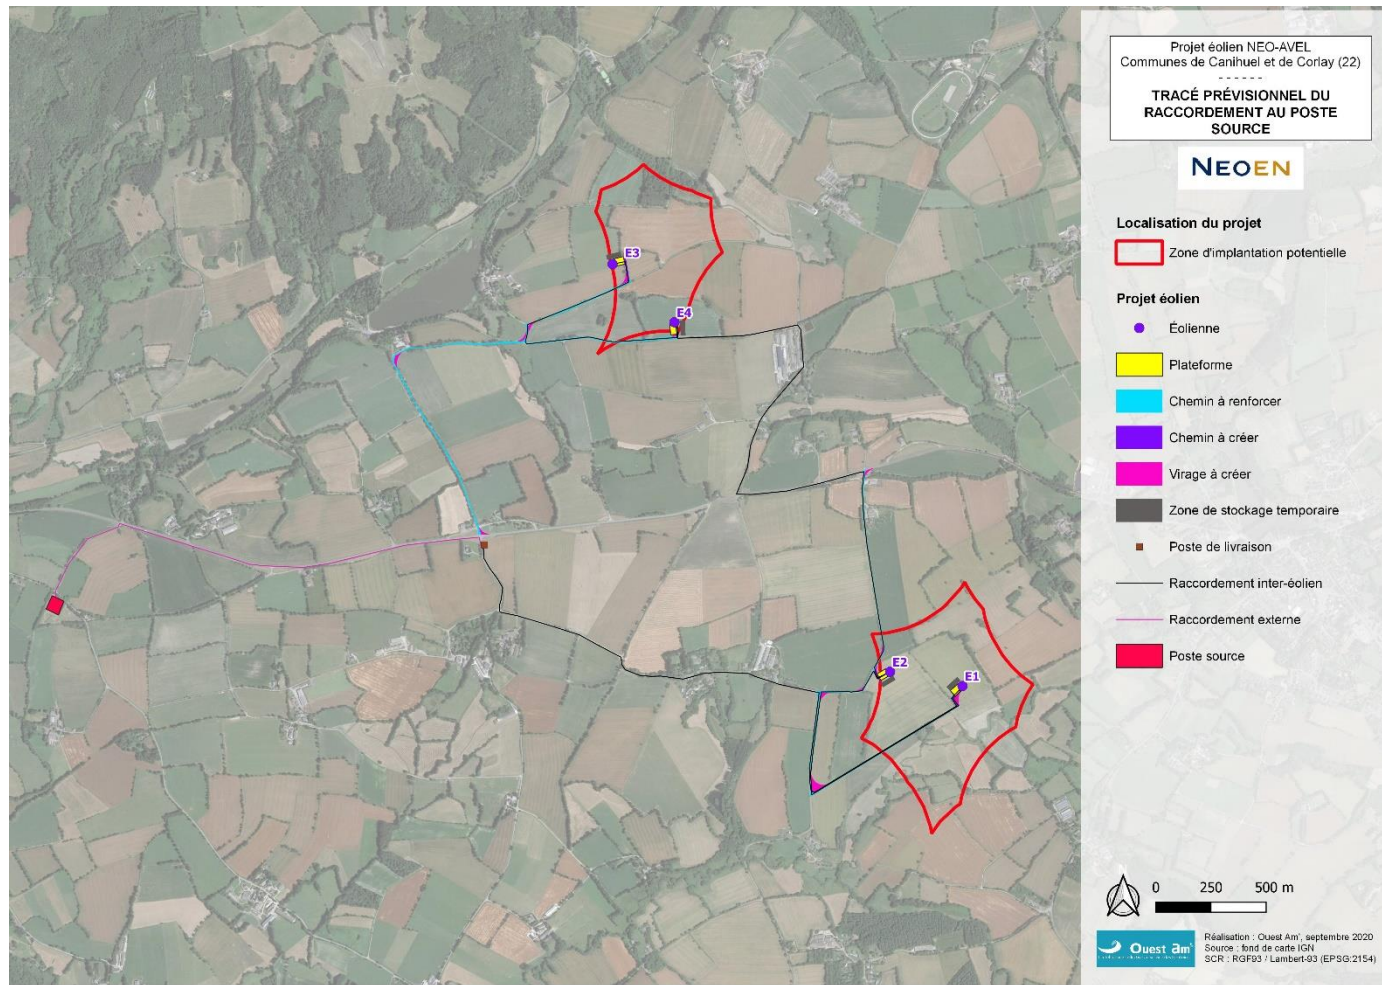 Projet éolien NEO-AVEL
Communes de Canihuel et de Corlay (22)
- - - - - -
TRACÉ PRÉVISIONNEL DU
RACCORDEMENT AU POSTE
SOURCE
NEOEN
Localisation du projet
Zone d'implantation potentielle
Projet éolien
Éolienne
Plateforme
Chemin à renforcer
Chemin à créer
Virage à créer
Zone de stockage temporaire
Poste de livraison
Raccordement inter-éolien
Raccordement externe
Poste source
E3
E4
E2
E1
0 250 500 m
Ouest am'
Réalisation : Ouest Am', septembre 2020
Source : fond de carte IGN
SCR : RGF93 / Lambert-93 (EPSG:2154)